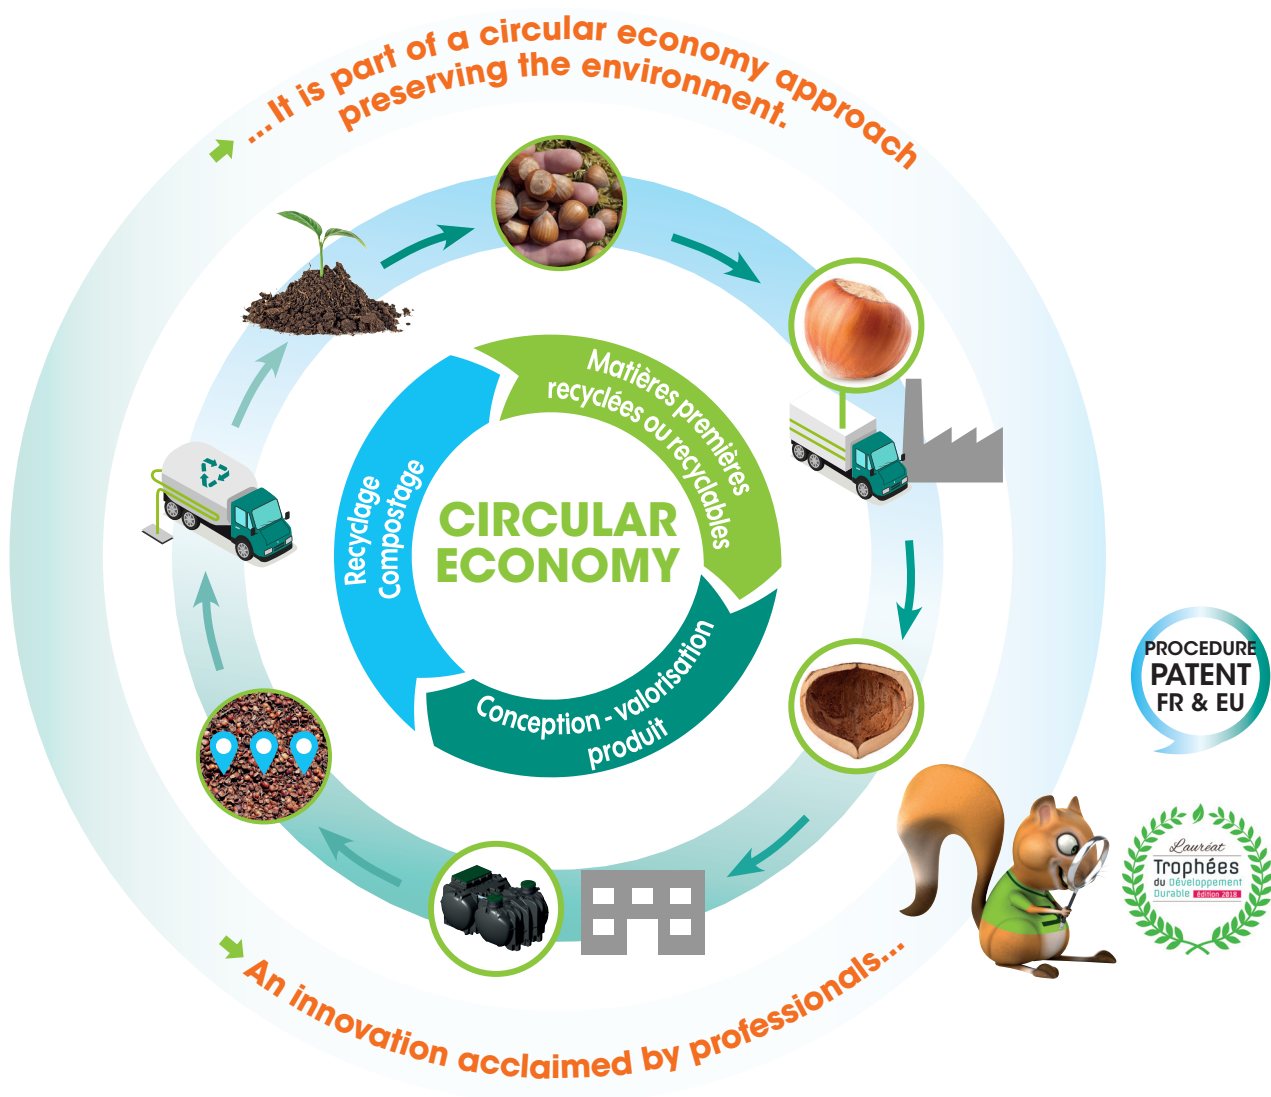 ... It is part of a circular economy approach
preserving the environment.
Matières premières
recyclées ou recyclables
Recyclage
Compostage
CIRCULAR
ECONOMY
Conception - valorisation
produit
PROCEDURE
PATENT
FR & EU
Lauréat
Trophées
du Développement
Durable édition 2018
An innovation acclaimed by professionals...